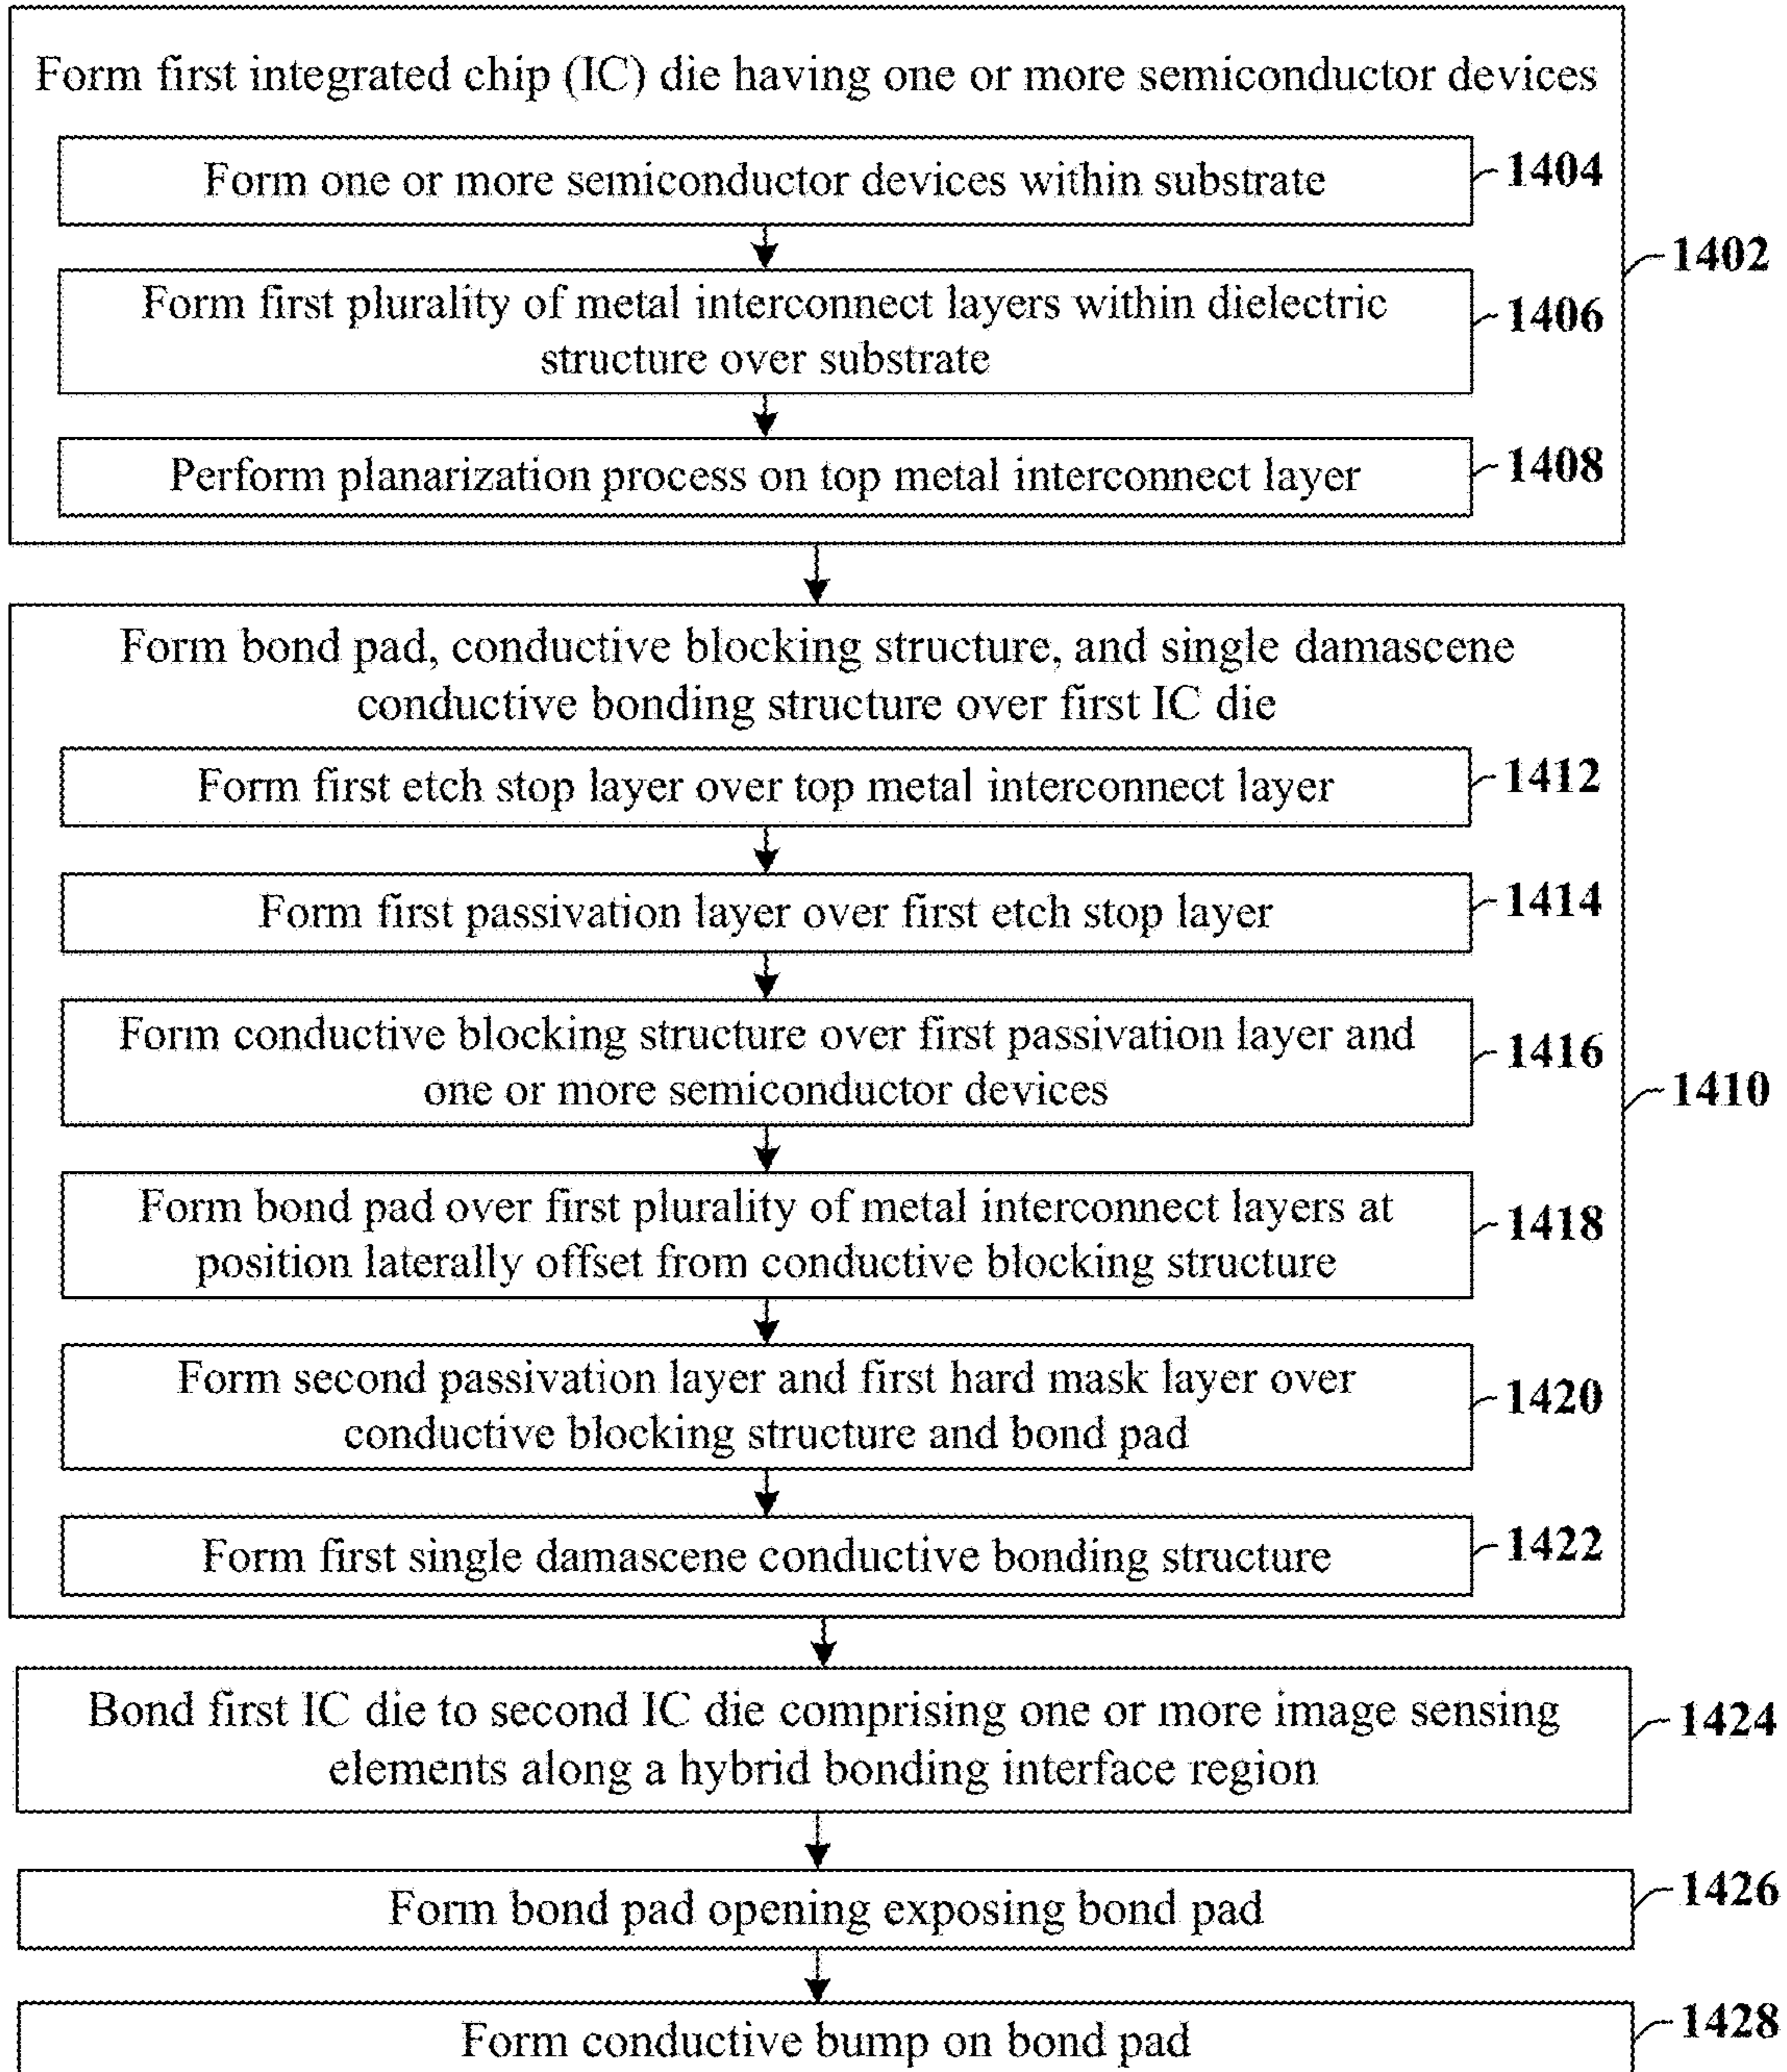 Form first integrated chip (IC) die having one or more semiconductor devices
Form one or more semiconductor devices within substrate
1404
1402
Form first plurality of metal interconnect layers within dielectric
structure over substrate
1406
Perform planarization process on top metal interconnect layer
1408
Form bond pad, conductive blocking structure, and single damascene
conductive bonding structure over first IC die
Form first etch stop layer over top metal interconnect layer
1412
Form first passivation layer over first etch stop layer
1414
Form conductive blocking structure over first passivation layer and
one or more semiconductor devices
1416
1410
Form bond pad over first plurality of metal interconnect layers at
position laterally offset from conductive blocking structure
1418
Form second passivation layer and first hard mask layer over
conductive blocking structure and bond pad
1420
Form first single damascene conductive bonding structure
1422
Bond first IC die to second IC die comprising one or more image sensing
elements along a hybrid bonding interface region
1424
Form bond pad opening exposing bond pad
1426
Form conductive bump on bond pad
1428